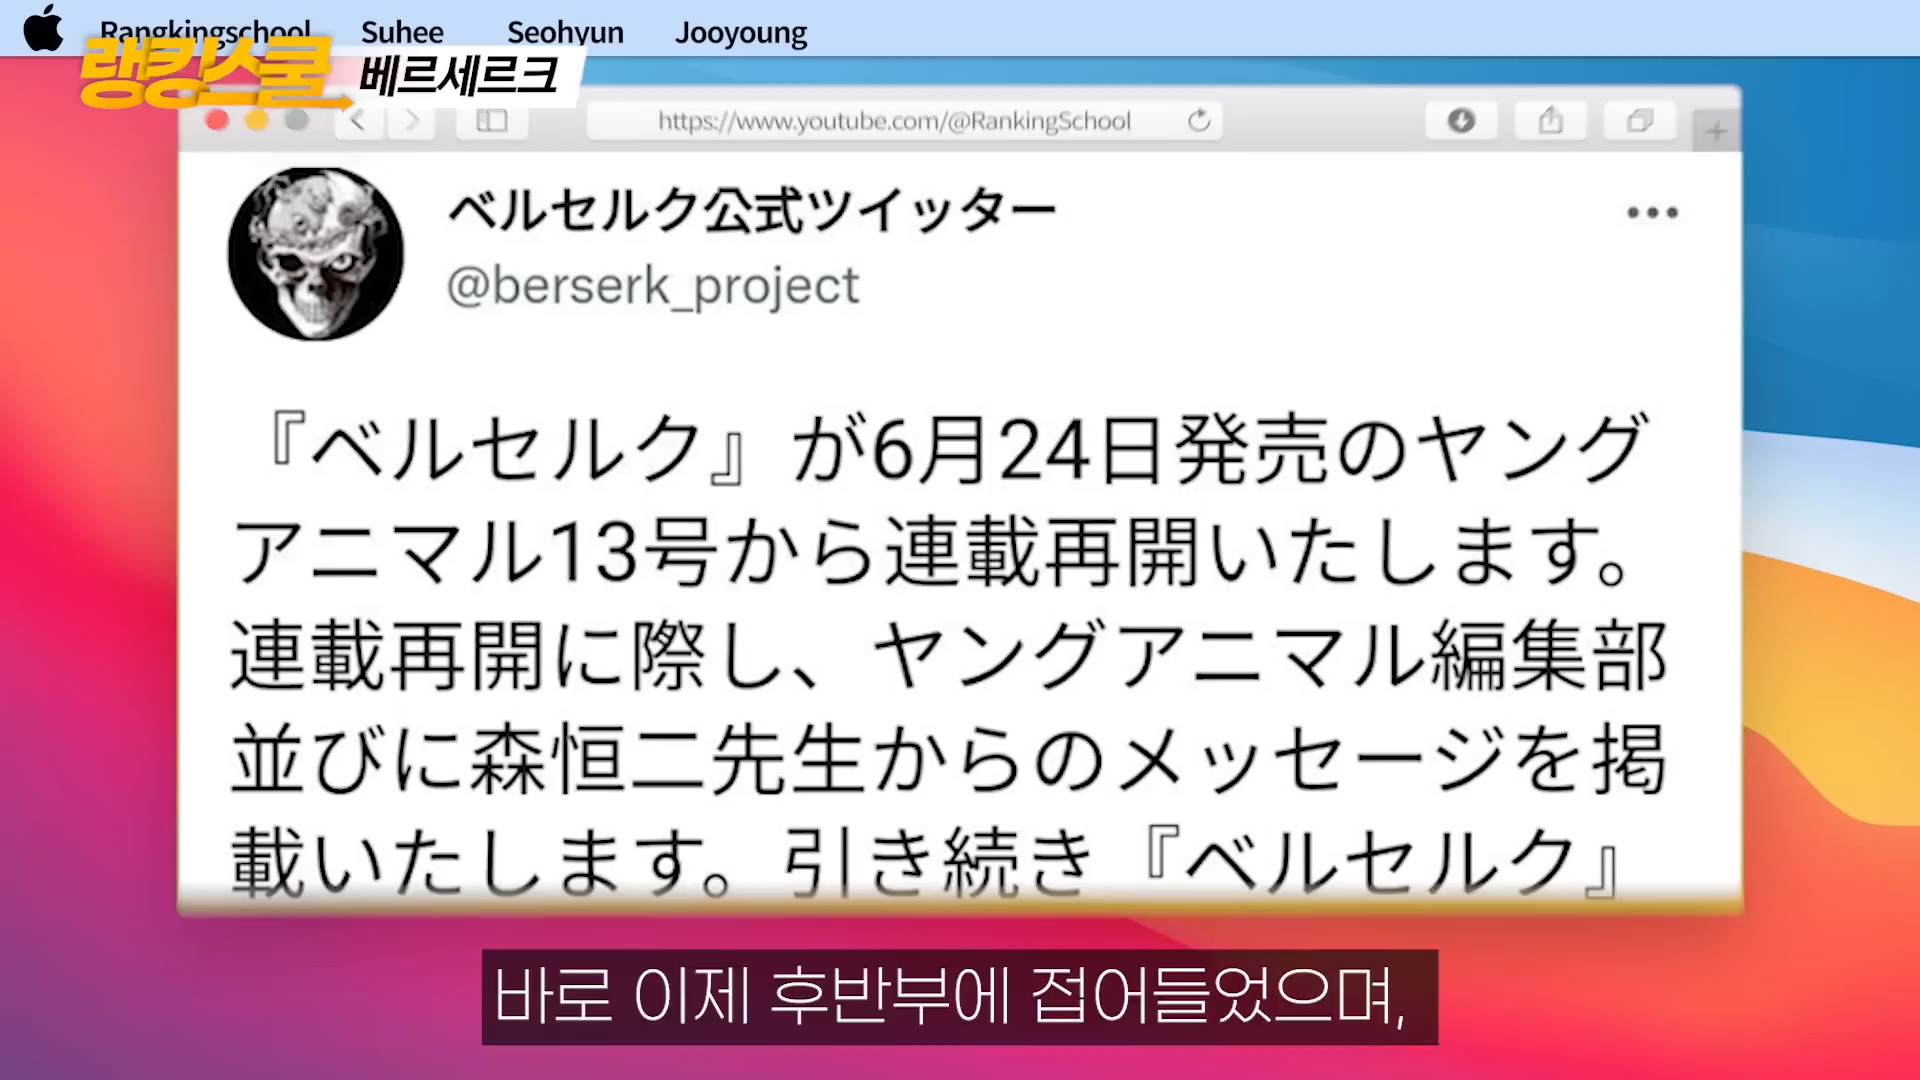 Rangkingschool Suhee Seohyun Jooyoung
랭킹스쿨 베르세르크
https://www.youtube.com/@RankingSchool
ベルセルク公式ツイッター
@berserk_project
『ベルセルク』が6月24日発売のヤング
アニマル13号から連載再開いたします。
連載再開に際し、ヤングアニマル編集部
並びに森恒二先生からのメッセージを掲
載いたします。引き続き『ベルセルク』
바로 이제 후반부에 접어들었으며,